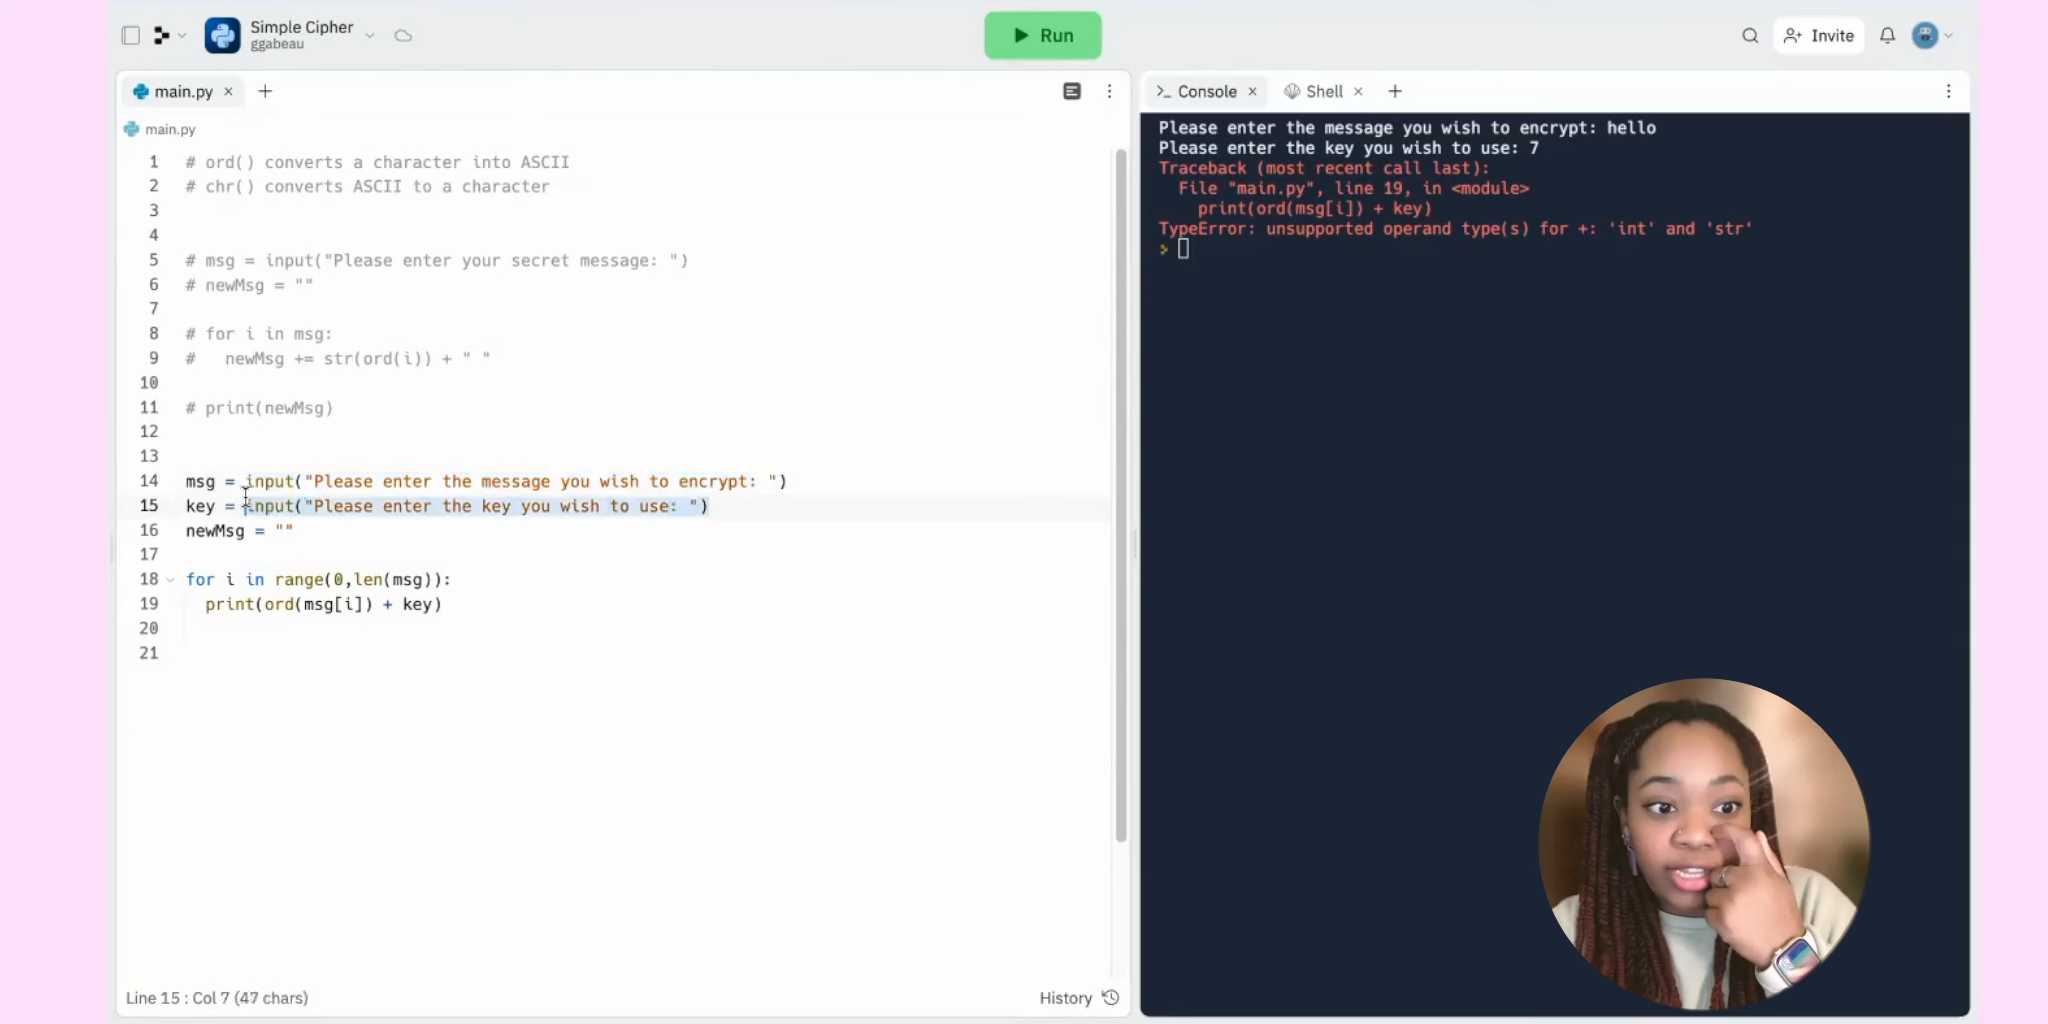 Simple Cipher
ggabeau
Run
Invite
main.py
Console
Shell
main.py
1 # ord() converts a character into ASCII
2 # chr() converts ASCII to a character
3
4
5 # msg = input("Please enter your secret message: ")
6 # newMsg = ""
7
8 # for i in msg:
9 #   newMsg += str(ord(i)) + " "
10
11 # print(newMsg)
12
13
14 msg = input("Please enter the message you wish to encrypt: ")
15 key = input("Please enter the key you wish to use: ")
16 newMsg = ""
17
18 for i in range(0,len(msg)):
19   print(ord(msg[i]) + key)
20
21
Line 15 : Col 7 (47 chars)
History
Please enter the message you wish to encrypt: hello
Please enter the key you wish to use: 7
Traceback (most recent call last):
  File "main.py", line 19, in <module>
    print(ord(msg[i]) + key)
TypeError: unsupported operand type(s) for +: 'int' and 'str'